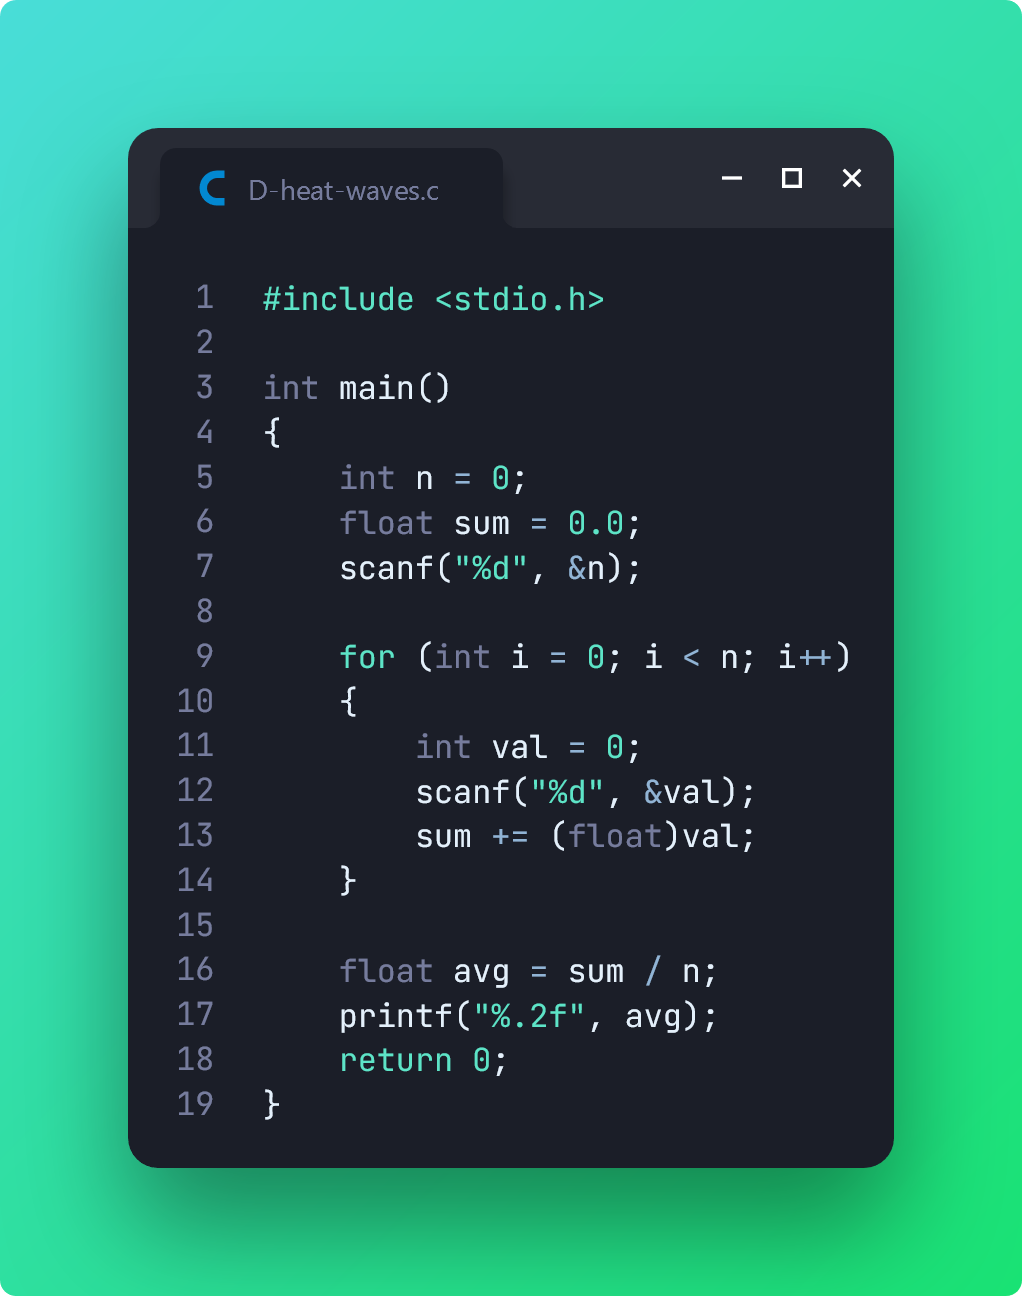 D-heat-waves.c
1 #include <stdio.h>
2
3 int main()
4 {
5     int n = 0;
6     float sum = 0.0;
7     scanf("%d", &n);
8
9     for (int i = 0; i < n; i++)
10     {
11         int val = 0;
12         scanf("%d", &val);
13         sum += (float)val;
14     }
15
16     float avg = sum / n;
17     printf("%.2f", avg);
18     return 0;
19 }